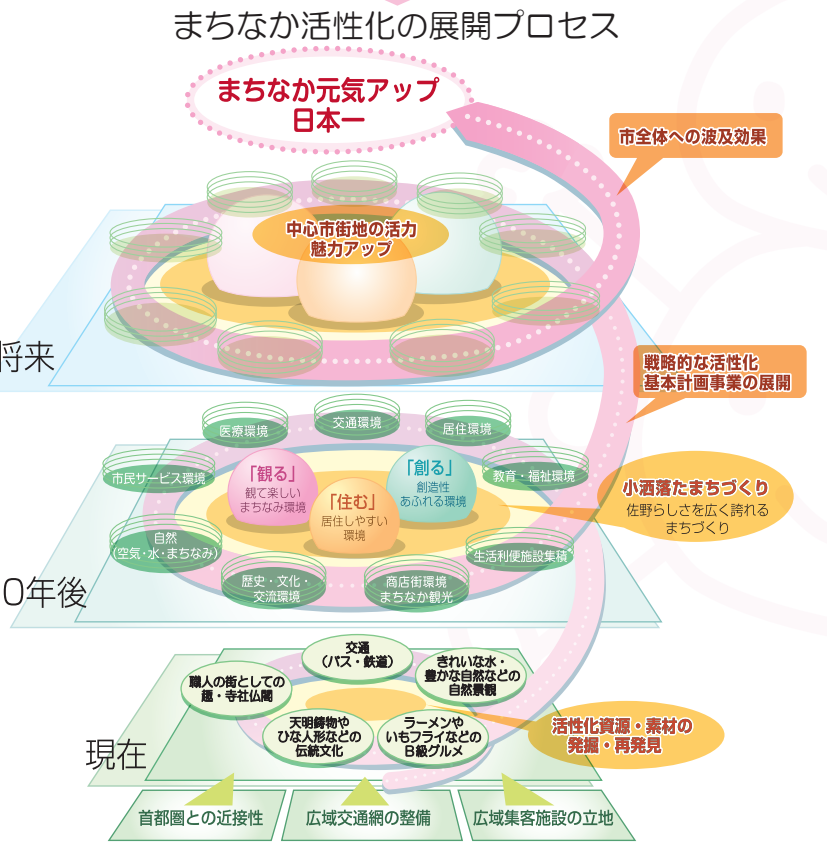 まちなか活性化の展開プロセス
まちなか元気アップ
日本一
市全体への波及効果
中心市街地の活力
魅力アップ
将来
戦略的な活性化
基本計画事業の展開
医療環境
交通環境
居住環境
市民サービス環境
「観る」
観て楽しい
まちなみ環境
「住む」
居住しやすい
環境
「創る」
創造性
あふれる環境
教育・福祉環境
小洒落たまちづくり
佐野らしさを広く誇れる
まちづくり
自然
(空気・水・まちなみ)
生活利便施設集積
歴史・文化・
交流環境
商店街環境
まちなか観光
0年後
交通
(バス・鉄道)
きれいな水・
豊かな自然などの
自然景観
職人の街としての
趣・寺社仏閣
天明鋳物や
ひな人形などの
伝統文化
ラーメンや
いもフライなどの
B級グルメ
活性化資源・素材の
発掘・再発見
現在
首都圏との近接性
広域交通網の整備
広域集客施設の立地